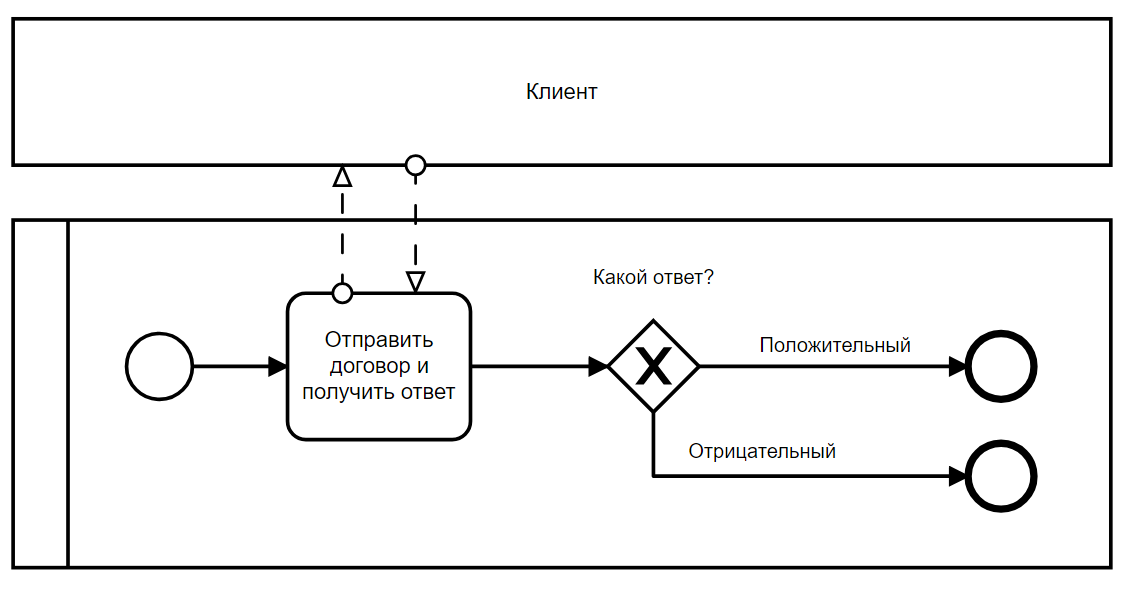 Клиент
Какой ответ?
Отправить
договор и
получить ответ
Положительный
Отрицательный